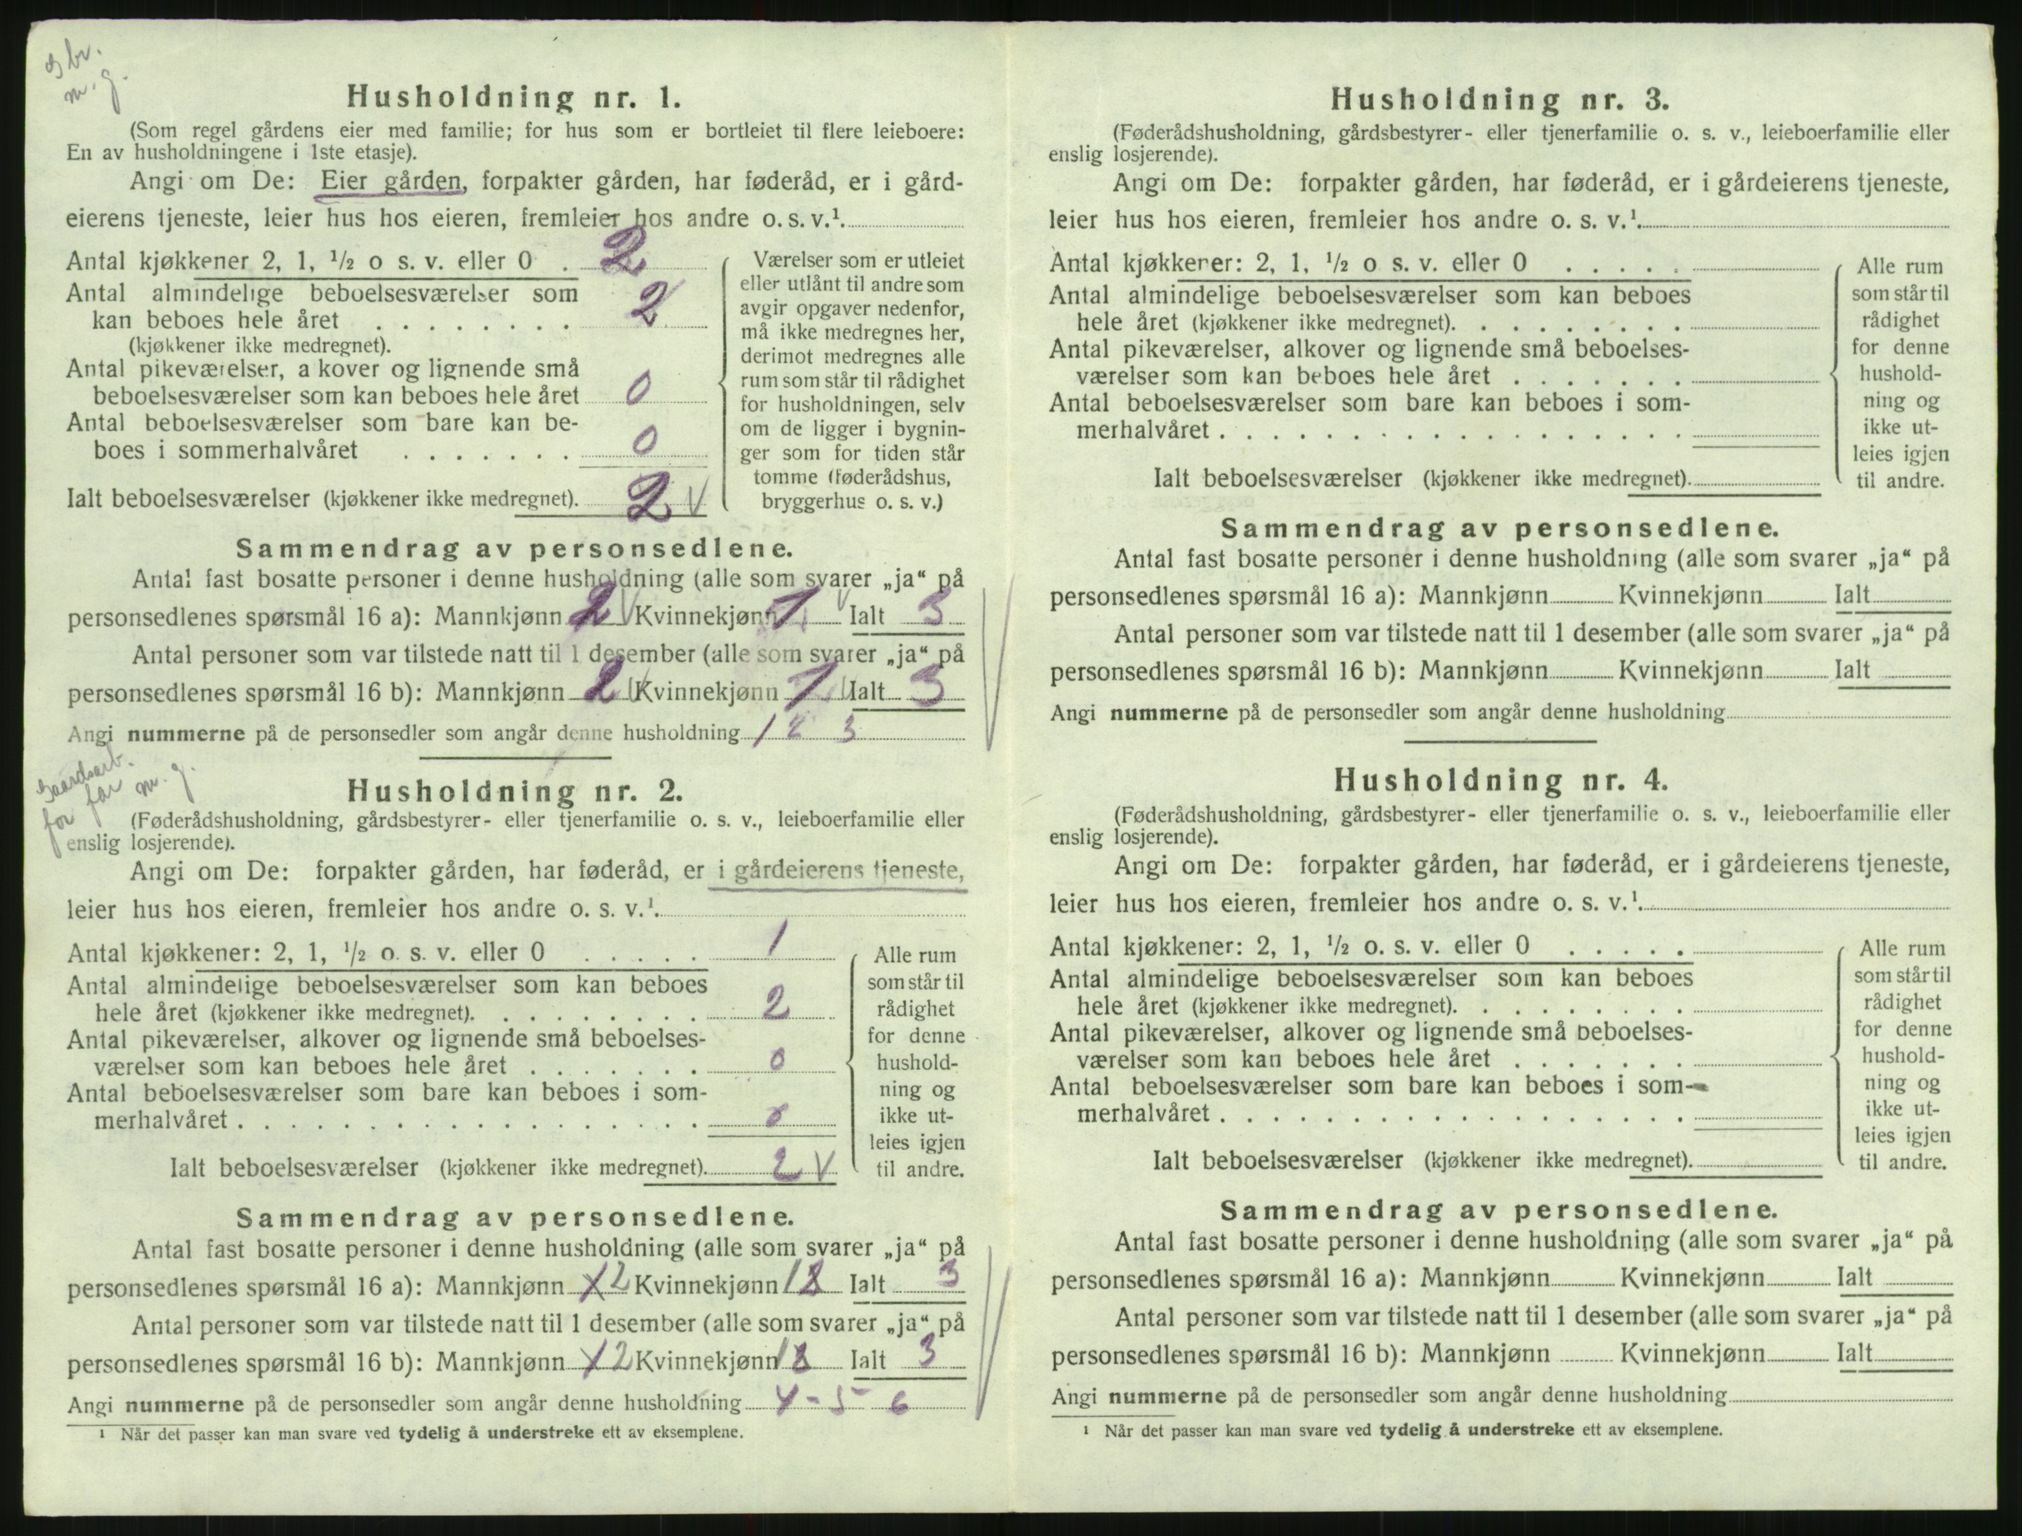 g br.
m. g.
Husholdning nr. 1.
(Som regel gårdens eier med familie; for hus som er bortleiet til flere leieboere:
En av husholdningene i 1ste etasje).
Angi om De: Eier gården, forpakter gården, har føderåd, er i gård-
eierens tjeneste, leier hus hos eieren, fremleier hos andre o. s. v.¹.
Antal kjøkkener 2, 1, ½ o s. v. eller 0 . 2
Antal almindelige beboelsesværelser som
kan beboes hele året . . . . . . . . 2
(kjøkkener ikke medregnet).
Antal pikeværelser, a kover og lignende små
beboelsesværelser som kan beboes hele året 0
Antal beboelsesværelser som bare kan be-
boes i sommerhalvåret . . . . . . . 0
Ialt beboelsesværelser (kjøkkener ikke medregnet). 2 V
Værelser som er utleiet
eller utlånt til andre som
avgir opgaver nedenfor,
må ikke medregnes her,
derimot medregnes alle
rum som står til rådighet
for husholdningen, selv
om de ligger i bygnin-
ger som for tiden står
tomme (føderådshus,
bryggerhus o. s. v.)
Sammendrag av personsedlene.
Antal fast bosatte personer i denne husholdning (alle som svarer „ja“ på
personsedlenes spørsmål 16 a): Mannkjønn 2 V Kvinnekjønn 1 V Ialt 3
Antal personer som var tilstede natt til 1 desember (alle som svarer „ja“ på
personsedlenes spørsmål 16 b): Mannkjønn 2 V Kvinnekjønn 1 V Ialt 3
Angi nummerne på de personsedler som angår denne husholdning 1 2 3
Gaardsarb.
for far m. g.
Husholdning nr. 2.
(Føderådshusholdning, gårdsbestyrer- eller tjenerfamilie o. s. v., leieboerfamilie eller
enslig losjerende).
Angi om De: forpakter gården, har føderåd, er i gårdeierens tjeneste,
leier hus hos eieren, fremleier hos andre o. s. v.¹.
Antal kjøkkener: 2, 1, ½ o. s. v. eller 0 . . . . . 1
Antal almindelige beboelsesværelser som kan beboes
hele året (kjøkkener ikke medregnet). . . . . . . . . 2
Antal pikeværelser, alkover og lignende små beboelses-
værelser som kan beboes hele året . . . . . . . 0
Antal beboelsesværelser som bare kan beboes i som-
merhalvåret . . . . . . . . . . . . . . . . . . 0
Ialt beboelsesværelser (kjøkkener ikke medregnet). 2 V
Alle rum
som står til
rådighet
for denne
hushold-
ning og
ikke ut-
leies igjen
til andre.
Sammendrag av personsedlene.
Antal fast bosatte personer i denne husholdning (alle som svarer „ja“ på
personsedlenes spørsmål 16 a): Mannkjønn 2 Kvinnekjønn 1 Ialt 3
Antal personer som var tilstede natt til 1 desember (alle som svarer „ja“ på
personsedlenes spørsmål 16 b): Mannkjønn 2 Kvinnekjønn 1 Ialt 3
Angi nummerne på de personsedler som angår denne husholdning 4 - 5 - 6
¹ Når det passer kan man svare ved tydelig å understreke ett av eksemplene.
Husholdning nr. 3.
(Føderådshusholdning, gårdsbestyrer- eller tjenerfamilie o. s. v., leieboerfamilie eller
enslig losjerende).
Angi om De: forpakter gården, har føderåd, er i gårdeierens tjeneste,
leier hus hos eieren, fremleier hos andre o. s. v.¹.
Antal kjøkkener: 2, 1, ½ o s. v. eller 0 . . . . .
Antal almindelige beboelsesværelser som kan beboes
hele året (kjøkkener ikke medregnet). . . . . . . . .
Antal pikeværelser, alkover og lignende små beboelses-
værelser som kan beboes hele året . . . . . . .
Antal beboelsesværelser som bare kan beboes i som-
merhalvåret . . . . . . . . . . . . . . . . . .
Ialt beboelsesværelser (kjøkkener ikke medregnet).
Alle rum
som står til
rådighet
for denne
hushold-
ning og
ikke ut-
leies igjen
til andre.
Sammendrag av personsedlene.
Antal fast bosatte personer i denne husholdning (alle som svarer „ja“ på
personsedlenes spørsmål 16 a): Mannkjønn Kvinnekjønn Ialt
Antal personer som var tilstede natt til 1 desember (alle som svarer „ja“ på
personsedlenes spørsmål 16 b): Mannkjønn Kvinnekjønn Ialt
Angi nummerne på de personsedler som angår denne husholdning
Husholdning nr. 4.
(Føderådshusholdning, gårdsbestyrer- eller tjenerfamilie o. s. v., leieboerfamilie eller
enslig losjerende).
Angi om De: forpakter gården, har føderåd, er i gårdeierens tjeneste,
leier hus hos eieren, fremleier hos andre o. s. v.¹.
Antal kjøkkener: 2, 1, ½ o. s. v. eller 0 . . . . .
Antal almindelige beboelsesværelser som kan beboes
hele året (kjøkkener ikke medregnet). . . . . . . . .
Antal pikeværelser, alkover og lignende små beboelses-
værelser som kan beboes hele året . . . . . . .
Antal beboelsesværelser som bare kan beboes i som-
merhalvåret . . . . . . . . . . . . . . . . . .
Ialt beboelsesværelser (kjøkkener ikke medregnet).
Alle rum
som står til
rådighet
for denne
hushold-
ning og
ikke ut-
leies igjen
til andre.
Sammendrag av personsedlene.
Antal fast bosatte personer i denne husholdning (alle som svarer „ja“ på
personsedlenes spørsmål 16 a): Mannkjønn Kvinnekjønn Ialt
Antal personer som var tilstede natt til 1 desember (alle som svarer „ja“ på
personsedlenes spørsmål 16 b): Mannkjønn Kvinnekjønn Ialt
Angi nummerne på de personsedler som angår denne husholdning
¹ Når det passer kan man svare ved tydelig å understreke ett av eksemplene.